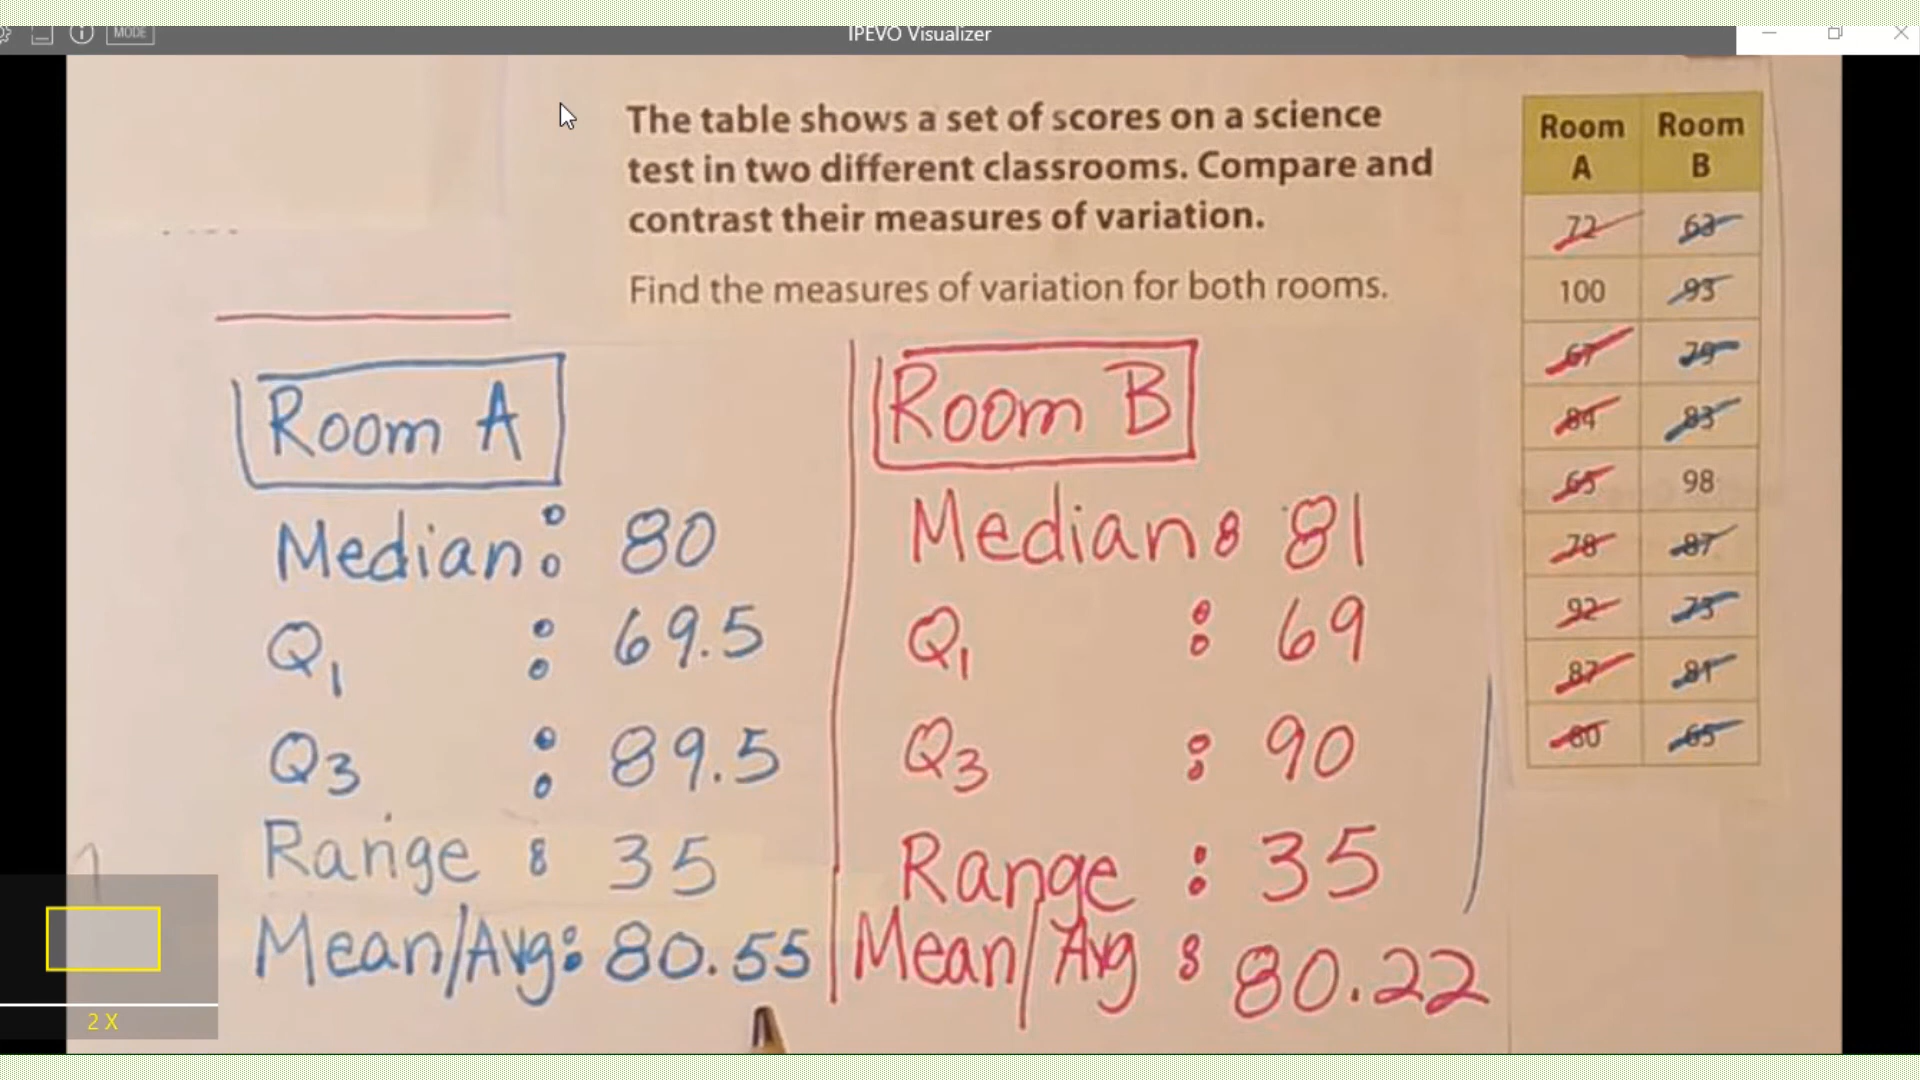 MODE
IPEVO Visualizer
The table shows a set of scores on a science
test in two different classrooms. Compare and
contrast their measures of variation.
Find the measures of variation for both rooms.
Room A Room B
72 63
100 93
67 79
84 83
65 98
78 87
92 73
87 81
80 65
Room A
Median: 80
Q1 : 69.5
Q3 : 89.5
Range : 35
Mean/Avg: 80.55
Room B
Median: 81
Q1 : 69
Q3 : 90
Range : 35
Mean/Avg : 80.22
2 X